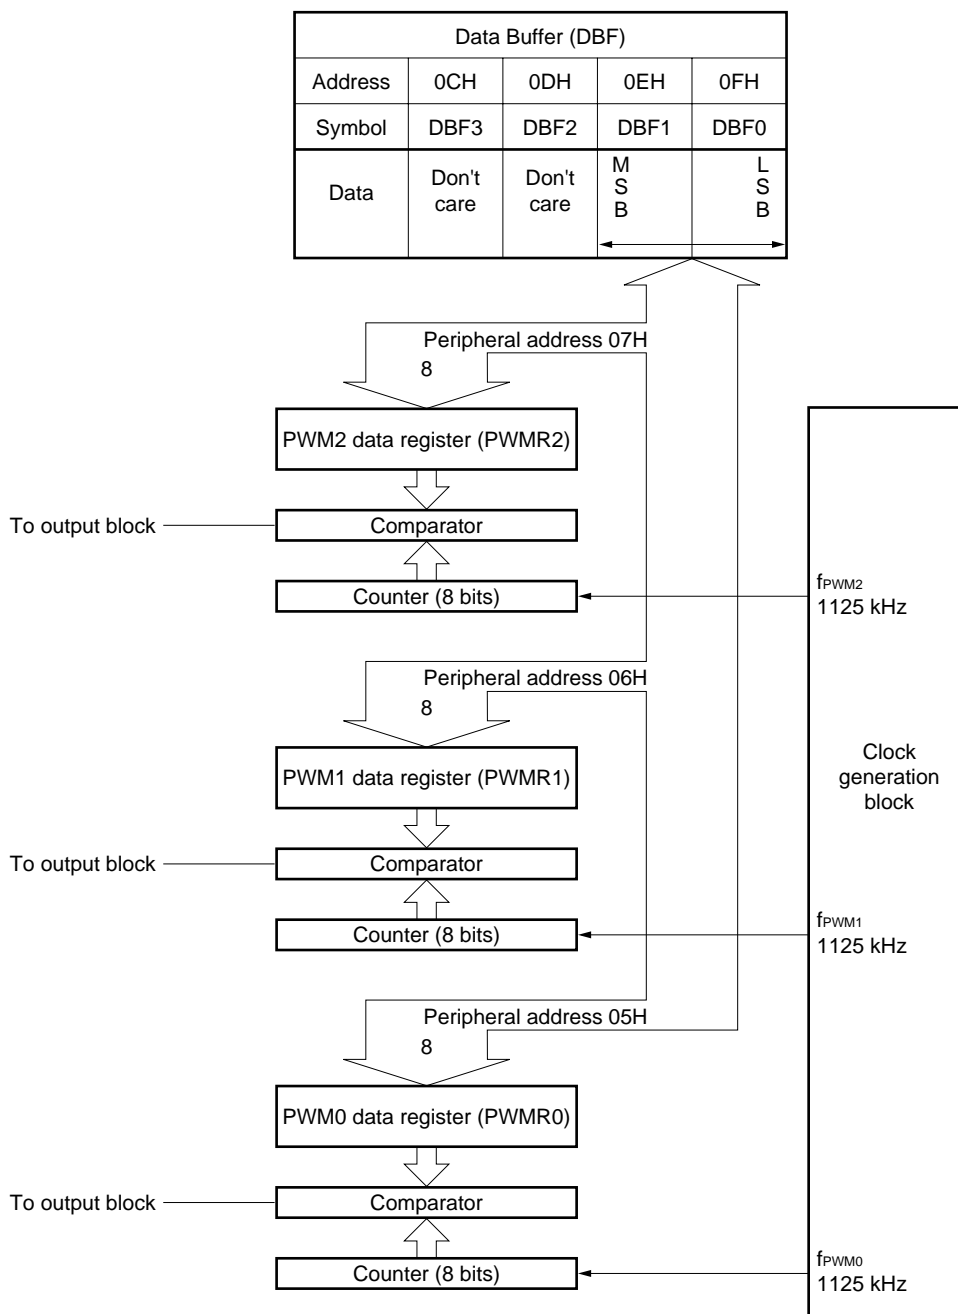 Data Buffer (DBF)
Address 0CH 0DH 0EH 0FH
Symbol DBF3 DBF2 DBF1 DBF0
Data
Don't
care
Don't
care
M
S
B
L
S
B
Peripheral address 07H
8
PWM2 data register (PWMR2)
To output block
Comparator
Counter (8 bits)
fPWM2
1125 kHz
Peripheral address 06H
8
PWM1 data register (PWMR1)
Clock
generation
block
To output block
Comparator
Counter (8 bits)
fPWM1
1125 kHz
Peripheral address 05H
8
PWM0 data register (PWMR0)
To output block
Comparator
Counter (8 bits)
fPWM0
1125 kHz